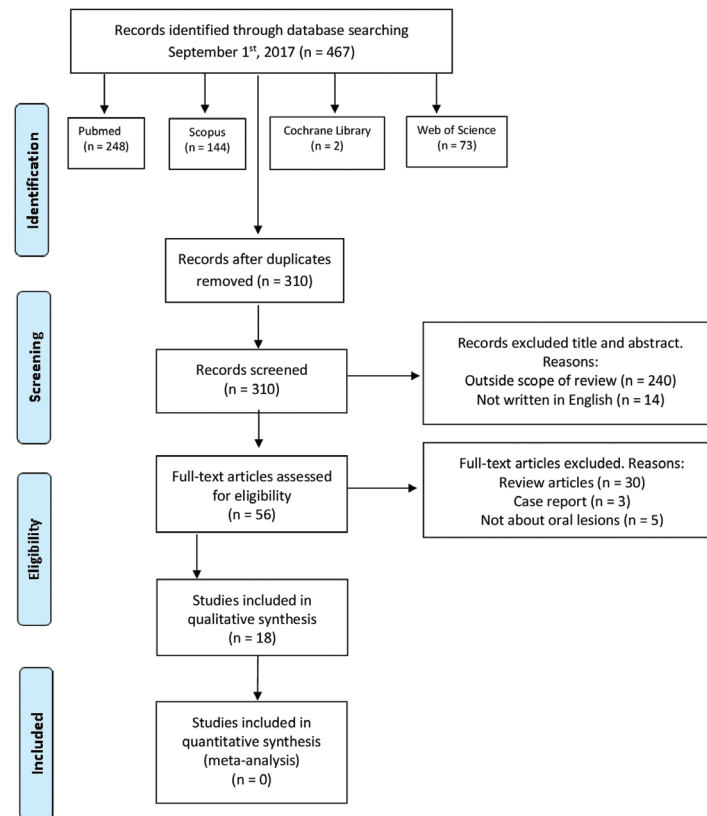 Records identified through database searching
September 1st, 2017 (n = 467)
Identification
Pubmed
(n = 248)
Scopus
(n = 144)
Cochrane Library
(n = 2)
Web of Science
(n = 73)
Records after duplicates
removed (n = 310)
Screening
Records screened
(n = 310)
Records excluded title and abstract.
Reasons:
Outside scope of review (n = 240)
Not written in English (n = 14)
Eligibility
Full-text articles assessed
for eligibility
(n = 56)
Full-text articles excluded. Reasons:
Review articles (n = 30)
Case report (n = 3)
Not about oral lesions (n = 5)
Studies included in
qualitative synthesis
(n = 18)
Included
Studies included in
quantitative synthesis
(meta-analysis)
(n = 0)